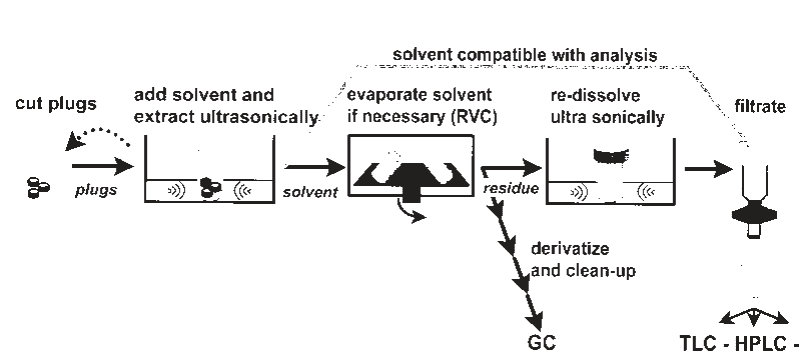 solvent compatible with analysis
cut plugs
add solvent and
extract ultrasonically
evaporate solvent
if necessary (RVC)
re-dissolve
ultra sonically
filtrate
plugs
solvent
residue
derivatize
and clean-up
GC
TLC - HPLC -